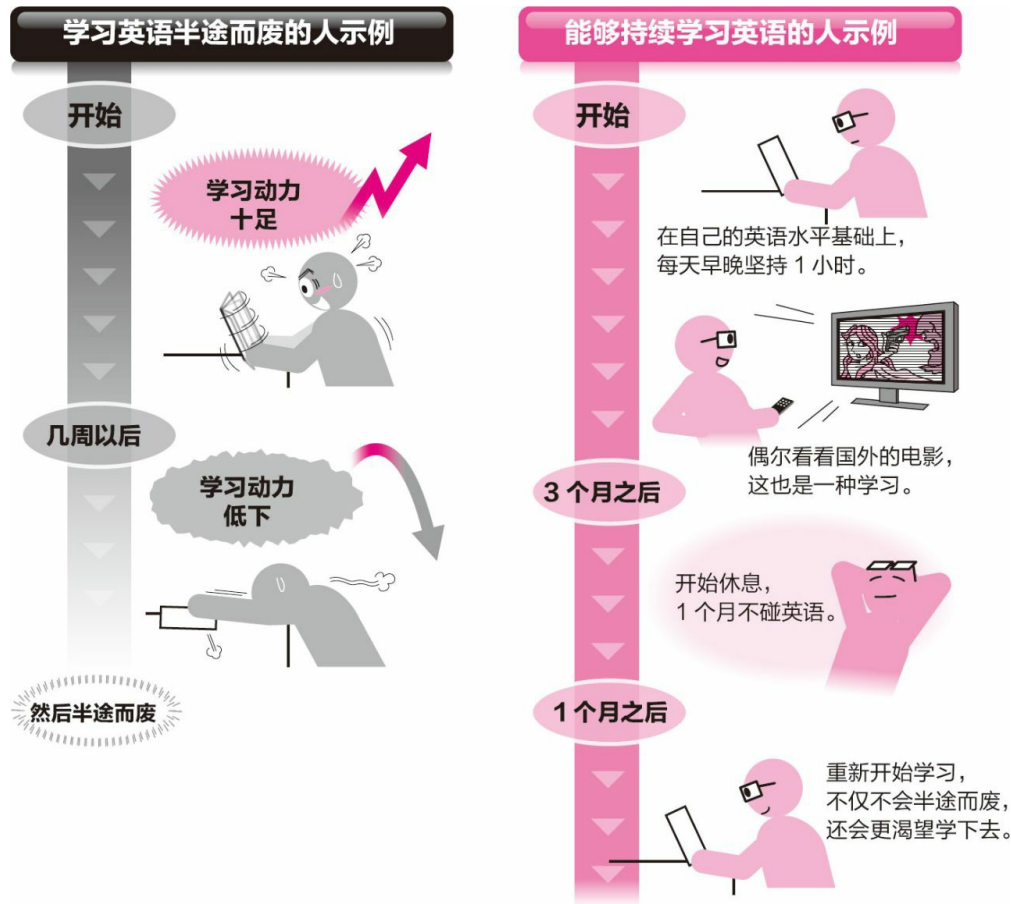 学习英语半途而废的人示例
开始
学习动力
十足
几周以后
学习动力
低下
然后半途而废
能够持续学习英语的人示例
开始
在自己的英语水平基础上，
每天早晚坚持 1 小时。
偶尔看看国外的电影，
这也是一种学习。
3 个月之后
开始休息，
1 个月不碰英语。
1 个月之后
重新开始学习，
不仅不会半途而废，
还会更渴望学下去。